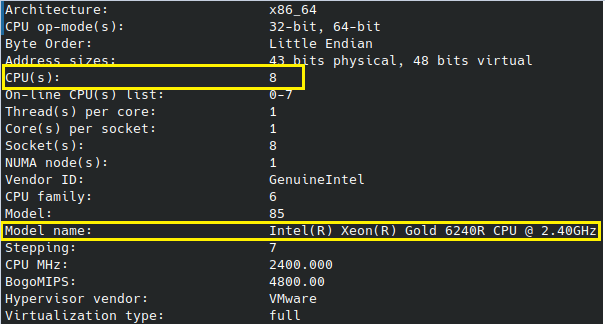 Architecture: x86_64
CPU op-mode(s): 32-bit, 64-bit
Byte Order: Little Endian
Address sizes: 43 bits physical, 48 bits virtual
CPU(s): 8
On-line CPU(s) list: 0-7
Thread(s) per core: 1
Core(s) per socket: 1
Socket(s): 8
NUMA node(s): 1
Vendor ID: GenuineIntel
CPU family: 6
Model: 85
Model name: Intel(R) Xeon(R) Gold 6240R CPU @ 2.40GHz
Stepping: 7
CPU MHz: 2400.000
BogoMIPS: 4800.00
Hypervisor vendor: VMware
Virtualization type: full